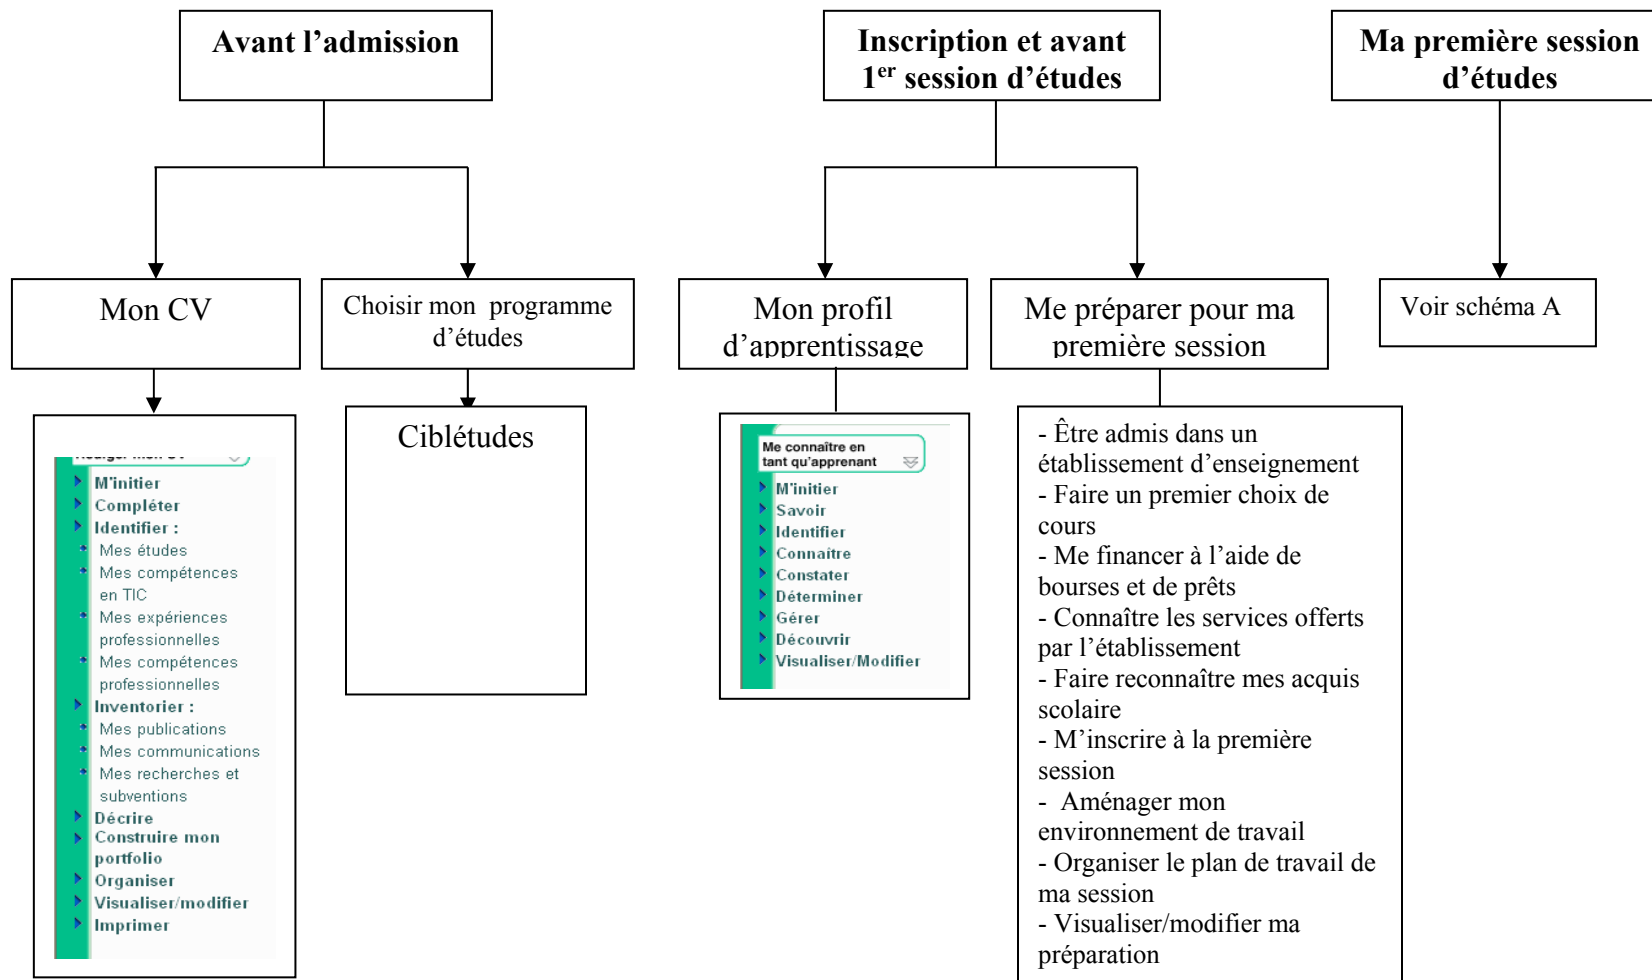 Avant l’admission
Inscription et avant
1er session d’études
Ma première session
d’études
Mon CV
Choisir mon programme
d’études
Mon profil
d’apprentissage
Me préparer pour ma
première session
Voir schéma A
M'initier
Compléter
Identifier :
Mes études
Mes compétences
en TIC
Mes expériences
professionnelles
Mes compétences
professionnelles
Inventorier :
Mes publications
Mes communications
Mes recherches et
subventions
Décrire
Construire mon
portfolio
Organiser
Visualiser/modifier
Imprimer
Ciblétudes
Me connaître en
tant qu'apprenant
M'initier
Savoir
Identifier
Connaître
Constater
Déterminer
Gérer
Découvrir
Visualiser/Modifier
- Être admis dans un
établissement d’enseignement
- Faire un premier choix de
cours
- Me financer à l’aide de
bourses et de prêts
- Connaître les services offerts
par l’établissement
- Faire reconnaître mes acquis
scolaire
- M’inscrire à la première
session
- Aménager mon
environnement de travail
- Organiser le plan de travail de
ma session
- Visualiser/modifier ma
préparation